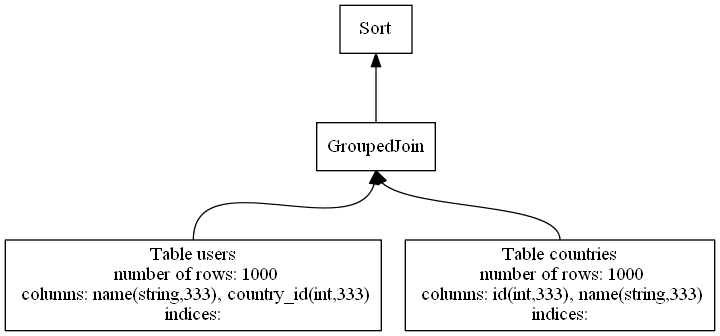 Sort
GroupedJoin
Table users
number of rows: 1000
columns: name(string,333), country_id(int,333)
indices:
Table countries
number of rows: 1000
columns: id(int,333), name(string,333)
indices: